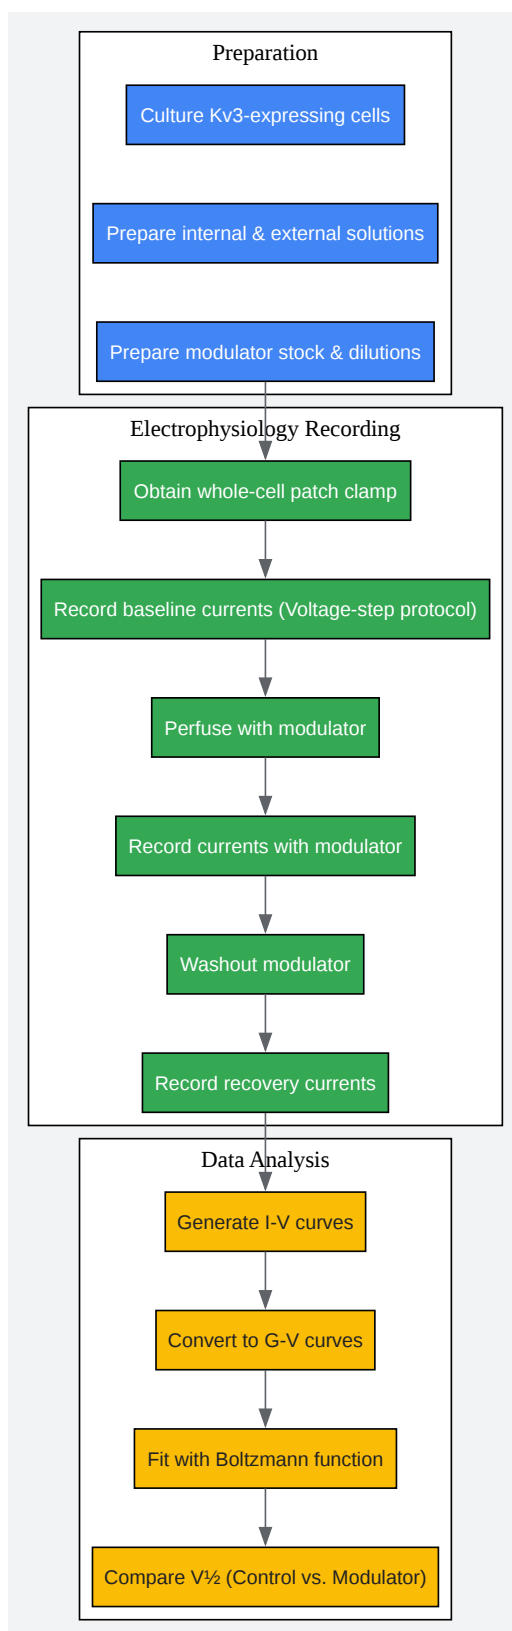 Preparation
Culture Kv3-expressing cells
Prepare internal & external solutions
Prepare modulator stock & dilutions
Electrophysiology Recording
Obtain whole-cell patch clamp
Record baseline currents (Voltage-step protocol)
Perfuse with modulator
Record currents with modulator
Washout modulator
Record recovery currents
Data Analysis
Generate I-V curves
Convert to G-V curves
Fit with Boltzmann function
Compare V½ (Control vs. Modulator)